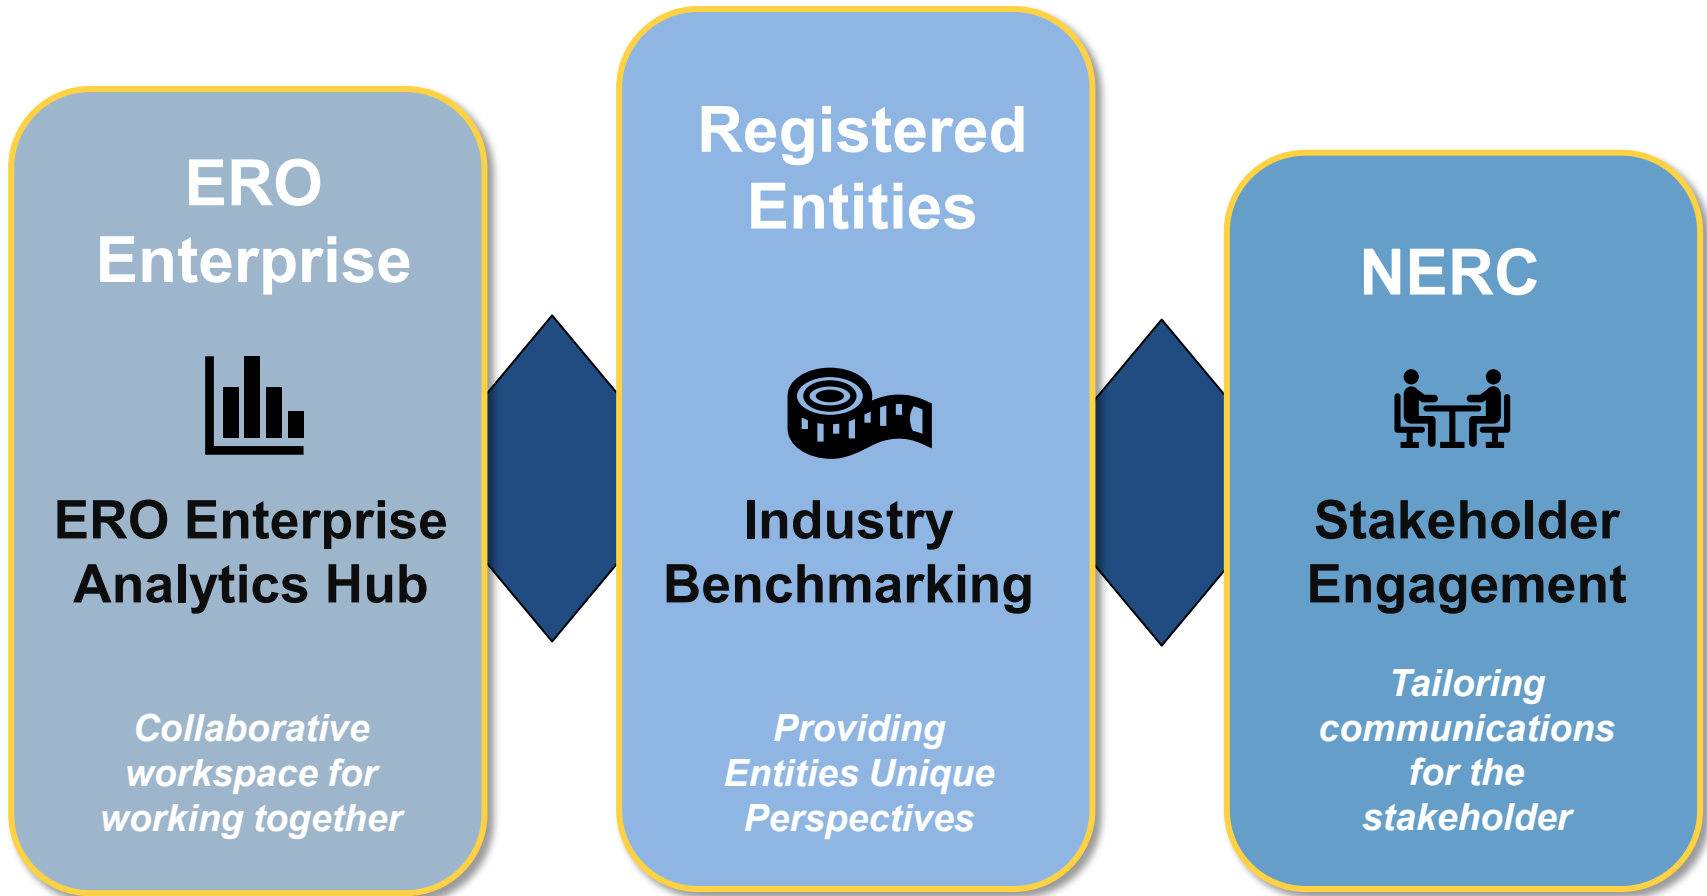 ERO
Enterprise
ERO Enterprise
Analytics Hub
Collaborative
workspace for
working together
Registered
Entities
Industry
Benchmarking
Providing
Entities Unique
Perspectives
NERC
Stakeholder
Engagement
Tailoring
communications
for the
stakeholder